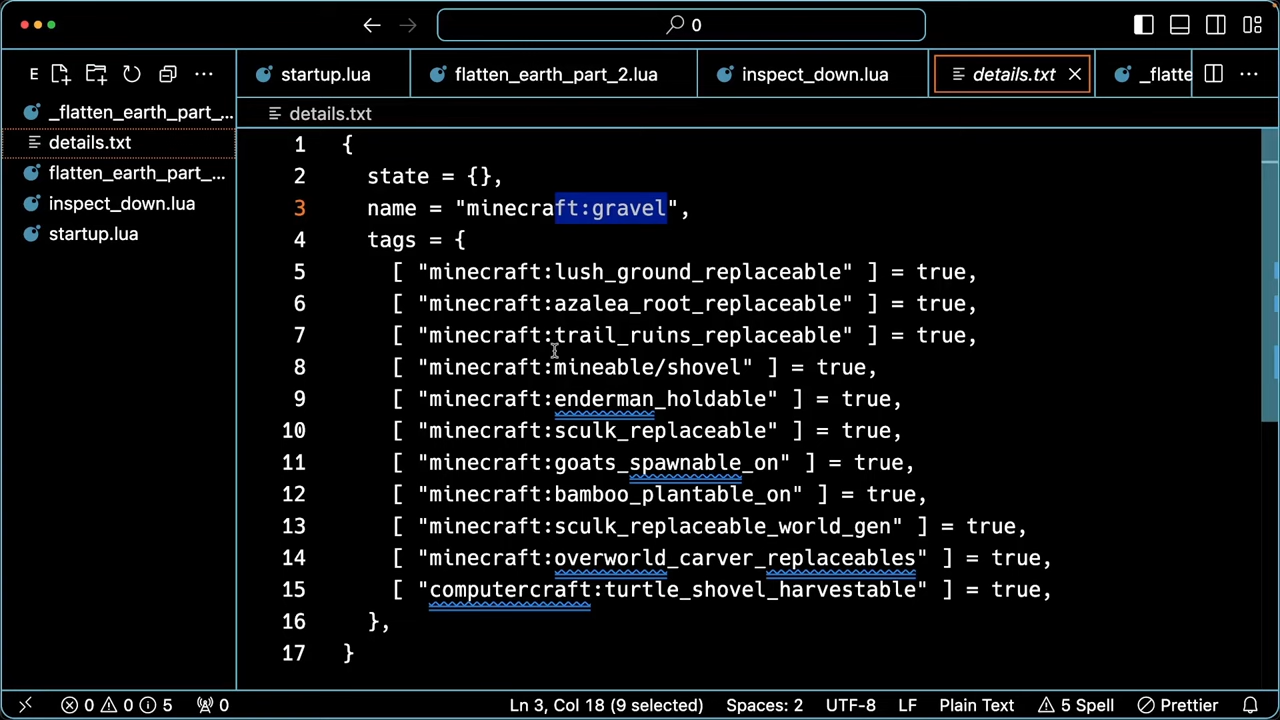 0
E
startup.lua
flatten_earth_part_2.lua
inspect_down.lua
details.txt
_flatte
_flatten_earth_part_...
details.txt
flatten_earth_part_...
inspect_down.lua
startup.lua
details.txt
1 {
2 state = {},
3 name = "minecraft:gravel",
4 tags = {
5 [ "minecraft:lush_ground_replaceable" ] = true,
6 [ "minecraft:azalea_root_replaceable" ] = true,
7 [ "minecraft:trail_ruins_replaceable" ] = true,
8 [ "minecraft:mineable/shovel" ] = true,
9 [ "minecraft:enderman_holdable" ] = true,
10 [ "minecraft:sculk_replaceable" ] = true,
11 [ "minecraft:goats_spawnable_on" ] = true,
12 [ "minecraft:bamboo_plantable_on" ] = true,
13 [ "minecraft:sculk_replaceable_world_gen" ] = true,
14 [ "minecraft:overworld_carver_replaceables" ] = true,
15 [ "computercraft:turtle_shovel_harvestable" ] = true,
16 },
17 }
0 0 5 0 Ln 3, Col 18 (9 selected) Spaces: 2 UTF-8 LF Plain Text 5 Spell Prettier